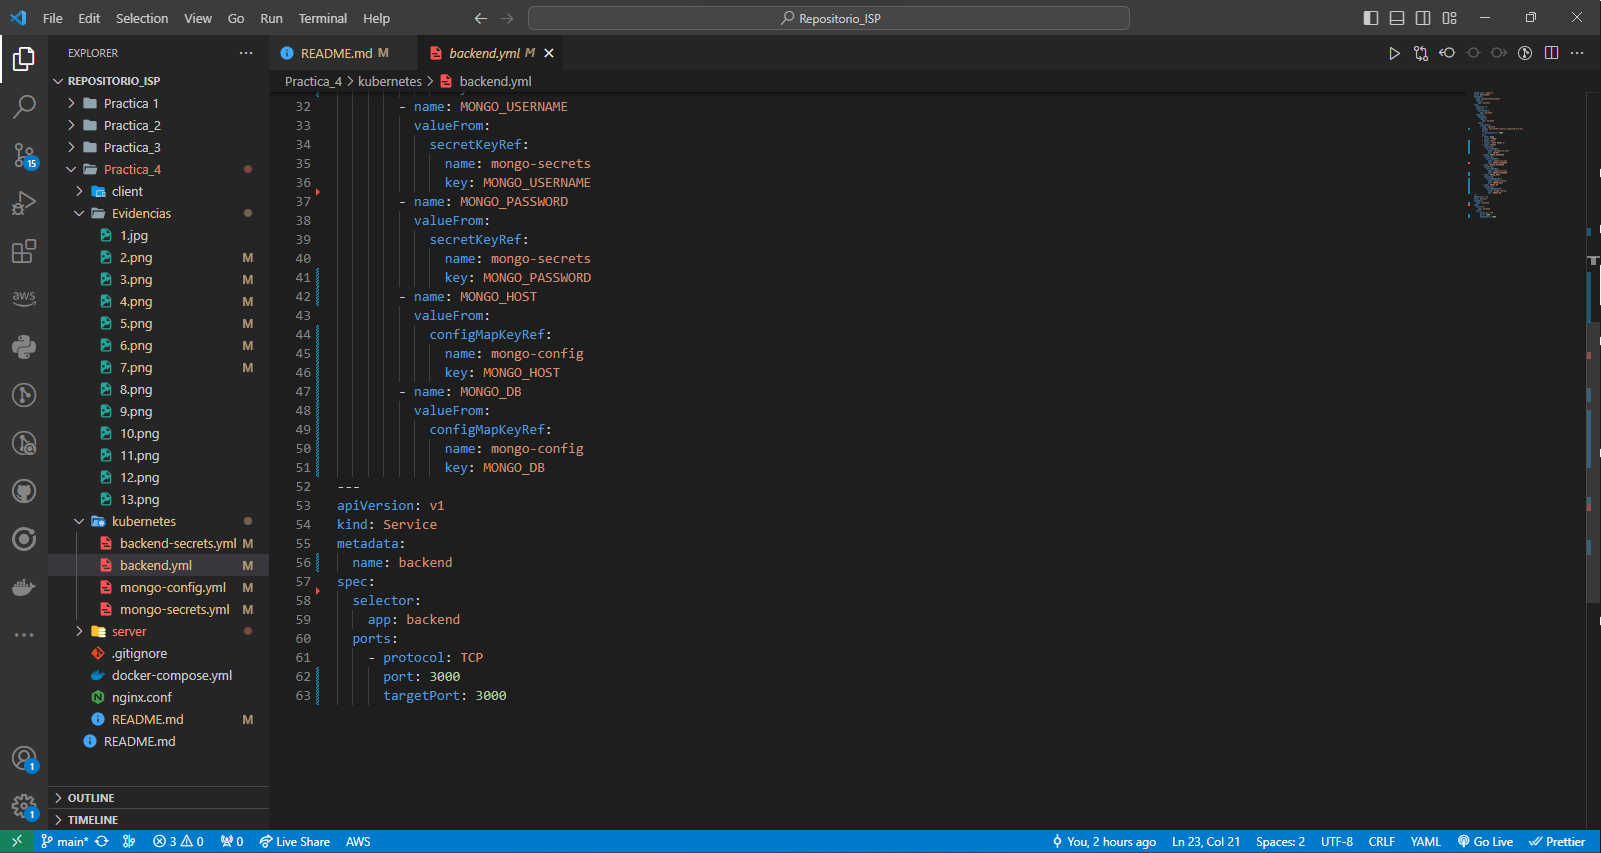 File Edit Selection View Go Run Terminal Help
Repositorio_ISP
EXPLORER
README.md M
backend.yml M
REPOSITORIO_ISP
Practica_4 > kubernetes > backend.yml
Practica 1
Practica_2
Practica_3
Practica_4
client
Evidencias
1.jpg
2.png M
3.png M
4.png M
5.png M
6.png M
7.png M
8.png
9.png
10.png
11.png
12.png
13.png
kubernetes
backend-secrets.yml M
backend.yml M
mongo-config.yml M
mongo-secrets.yml M
server
.gitignore
docker-compose.yml
nginx.conf
README.md M
README.md
OUTLINE
TIMELINE
aws
15
1
1
32 - name: MONGO_USERNAME
33 valueFrom:
34 secretKeyRef:
35 name: mongo-secrets
36 key: MONGO_USERNAME
37 - name: MONGO_PASSWORD
38 valueFrom:
39 secretKeyRef:
40 name: mongo-secrets
41 key: MONGO_PASSWORD
42 - name: MONGO_HOST
43 valueFrom:
44 configMapKeyRef:
45 name: mongo-config
46 key: MONGO_HOST
47 - name: MONGO_DB
48 valueFrom:
49 configMapKeyRef:
50 name: mongo-config
51 key: MONGO_DB
52 ---
53 apiVersion: v1
54 kind: Service
55 metadata:
56 name: backend
57 spec:
58 selector:
59 app: backend
60 ports:
61 - protocol: TCP
62 port: 3000
63 targetPort: 3000
main* 3 0 0 Live Share AWS
You, 2 hours ago Ln 23, Col 21 Spaces: 2 UTF-8 CRLF YAML Go Live Prettier